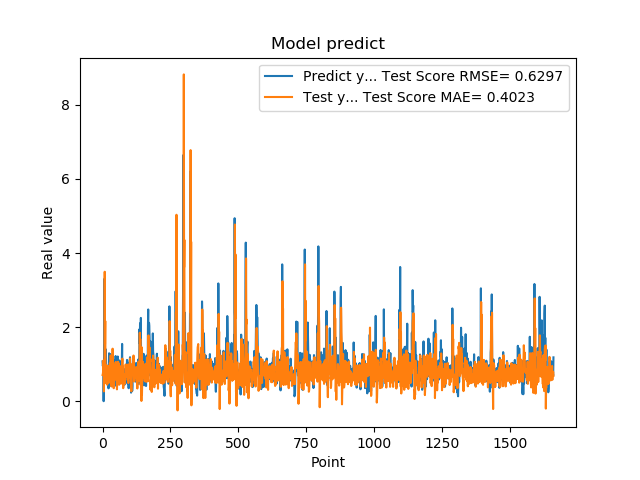 Model predict
Predict y... Test Score RMSE= 0.6297
Test y... Test Score MAE= 0.4023
Real value
8
6
4
2
0
0 250 500 750 1000 1250 1500
Point